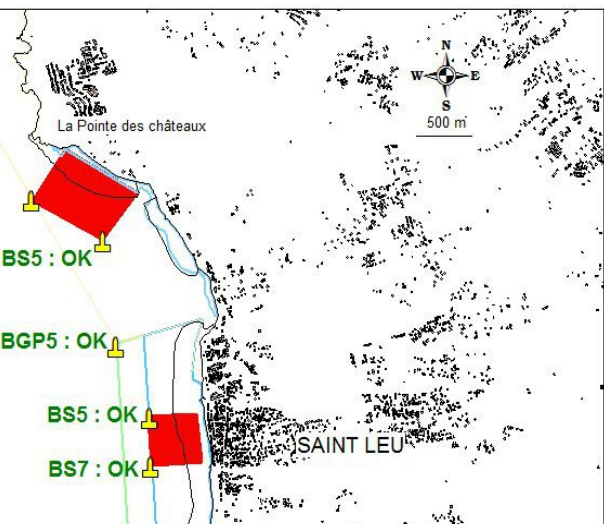 N
W E
S
500 m
La Pointe des châteaux
BS5 : OK
BGP5 : OK
BS5 : OK
SAINT LEU
BS7 : OK